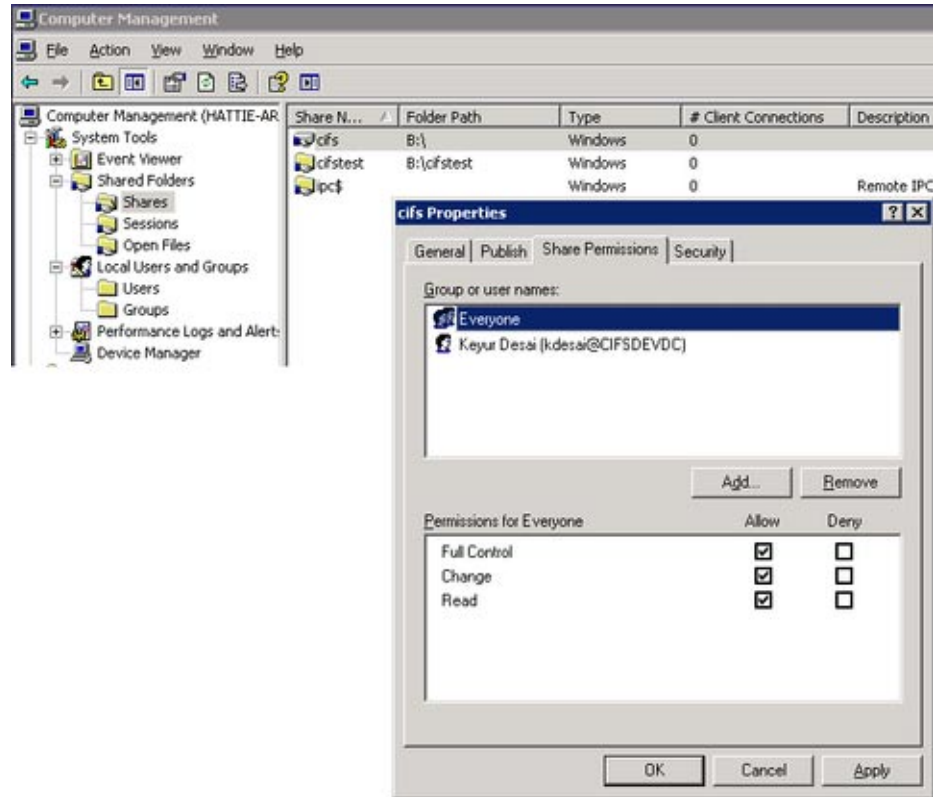 Computer Management
File Action View Window Help
Computer Management (HATTIE-AR
System Tools
Event Viewer
Shared Folders
Shares
Sessions
Open Files
Local Users and Groups
Users
Groups
Performance Logs and Alert
Device Manager
Share N... Folder Path Type # Client Connections Description
cifs B:\ Windows 0
cifstest B:\cifstest Windows 0
ipc$ Windows 0 Remote IPC
cifs Properties
General Publish Share Permissions Security
Group or user names:
Everyone
Keyur Desai (kdesai@CIFSDEVDC)
Add... Remove
Permissions for Everyone Allow Deny
Full Control
Change
Read
OK Cancel Apply